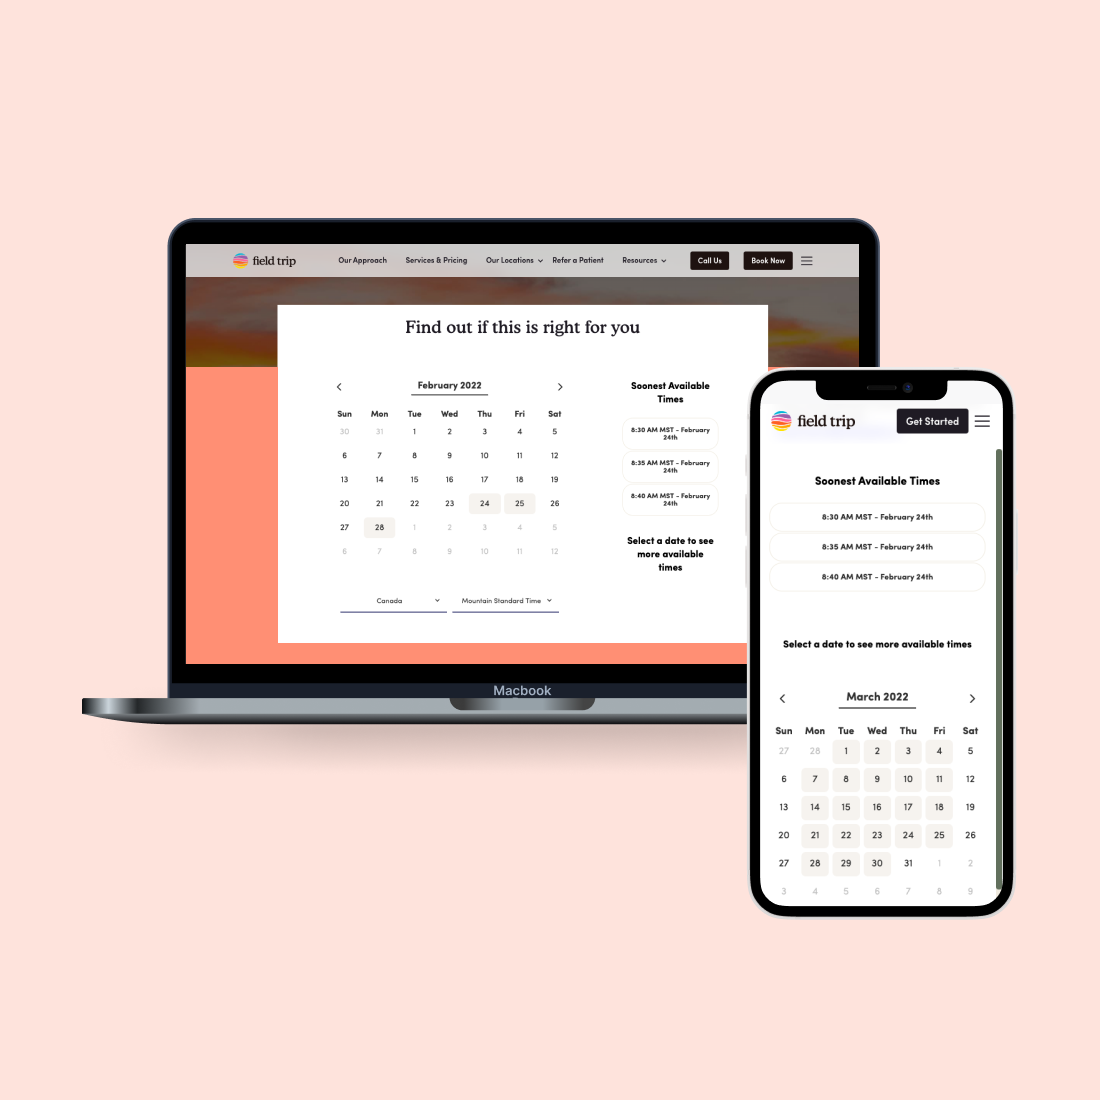 field trip
Our Approach Services & Pricing Our Locations Refer a Patient Resources Call Us Book Now
Find out if this is right for you
February 2022
Sun Mon Tue Wed Thu Fri Sat
30 31 1 2 3 4 5
6 7 8 9 10 11 12
13 14 15 16 17 18 19
20 21 22 23 24 25 26
27 28 1 2 3 4 5
6 7 8 9 10 11 12
Canada Mountain Standard Time
Soonest Available
Times
8:30 AM MST - February
24th
8:35 AM MST - February
24th
8:40 AM MST - February
24th
Select a date to see
more available
times
Macbook
field trip Get Started
Soonest Available Times
8:30 AM MST - February 24th
8:35 AM MST - February 24th
8:40 AM MST - February 24th
Select a date to see more available times
March 2022
Sun Mon Tue Wed Thu Fri Sat
27 28 1 2 3 4 5
6 7 8 9 10 11 12
13 14 15 16 17 18 19
20 21 22 23 24 25 26
27 28 29 30 31 1 2
3 4 5 6 7 8 9